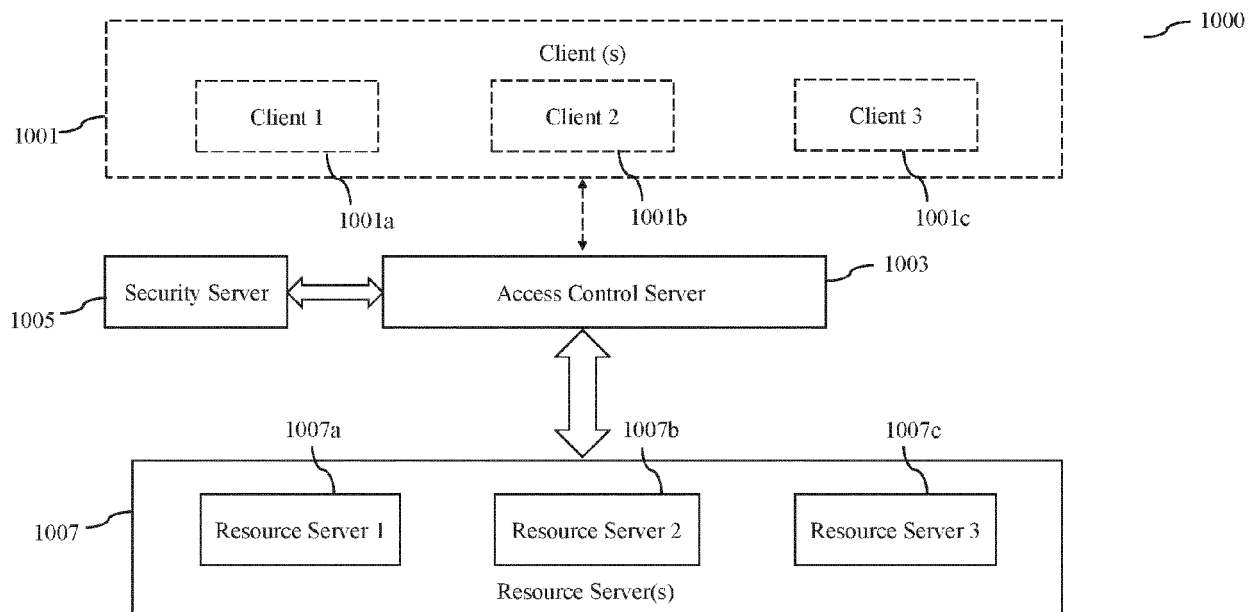 1000
Client (s)
Client 1
Client 2
Client 3
1001
1001a
1001b
1001c
1003
Security Server
Access Control Server
1005
1007a
1007b
1007c
Resource Server 1
Resource Server 2
Resource Server 3
1007
Resource Server(s)